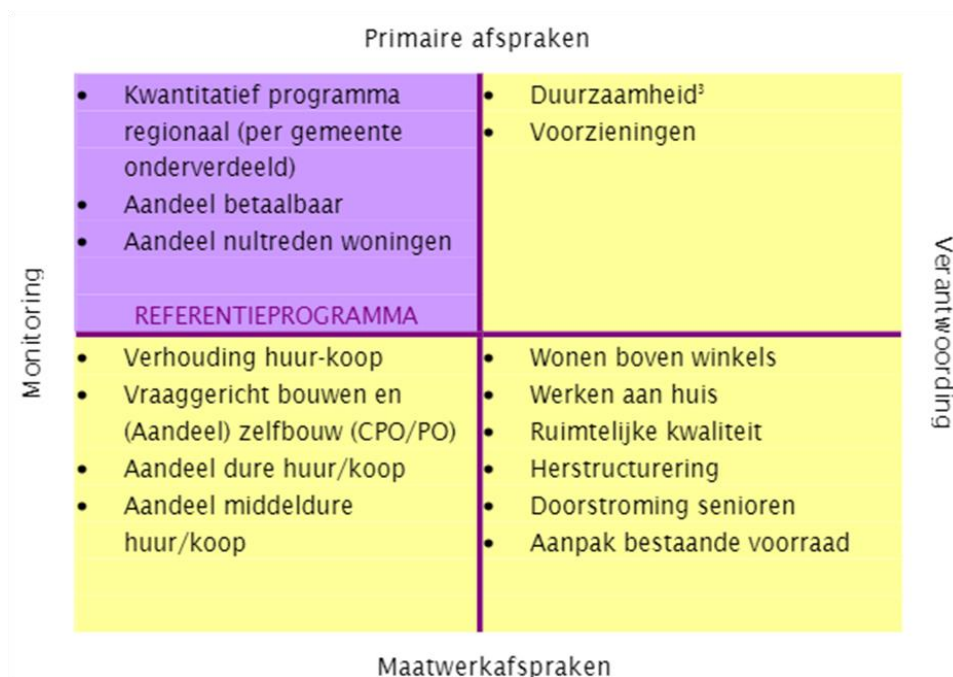 Primaire afspraken
Monitoring
• Kwantitatief programma
regionaal (per gemeente
onderverdeeld)
• Aandeel betaalbaar
• Aandeel nultreden woningen
REFERENTIEPROGRAMMA
• Duurzaamheid³
• Voorzieningen
• Verhouding huur-koop
• Vraaggericht bouwen en
(Aandeel) zelfbouw (CPO/PO)
• Aandeel dure huur/koop
• Aandeel middeldure
huur/koop
• Wonen boven winkels
• Werken aan huis
• Ruimtelijke kwaliteit
• Herstructurering
• Doorstroming senioren
• Aanpak bestaande voorraad
Verantwoording
Maatwerkafspraken